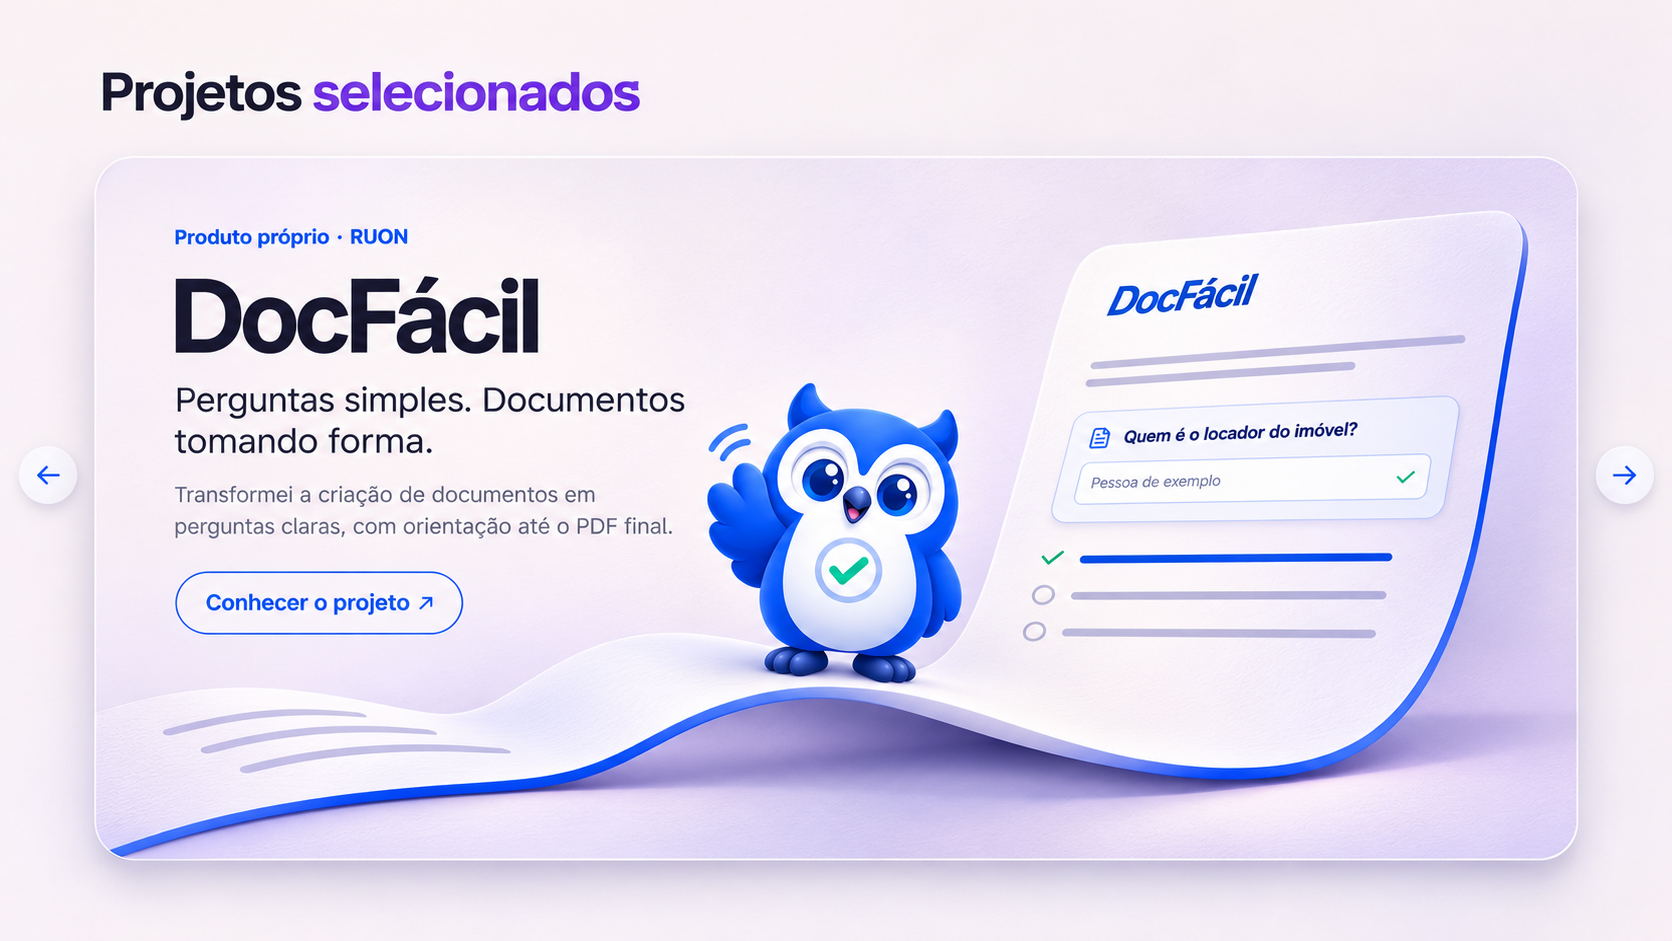 Projetos selecionados
Produto próprio · RUON
DocFácil
Perguntas simples. Documentos
tomando forma.
Transformei a criação de documentos em
perguntas claras, com orientação até o PDF final.
Conhecer o projeto ↗
DocFácil
Quem é o locador do imóvel?
Pessoa de exemplo